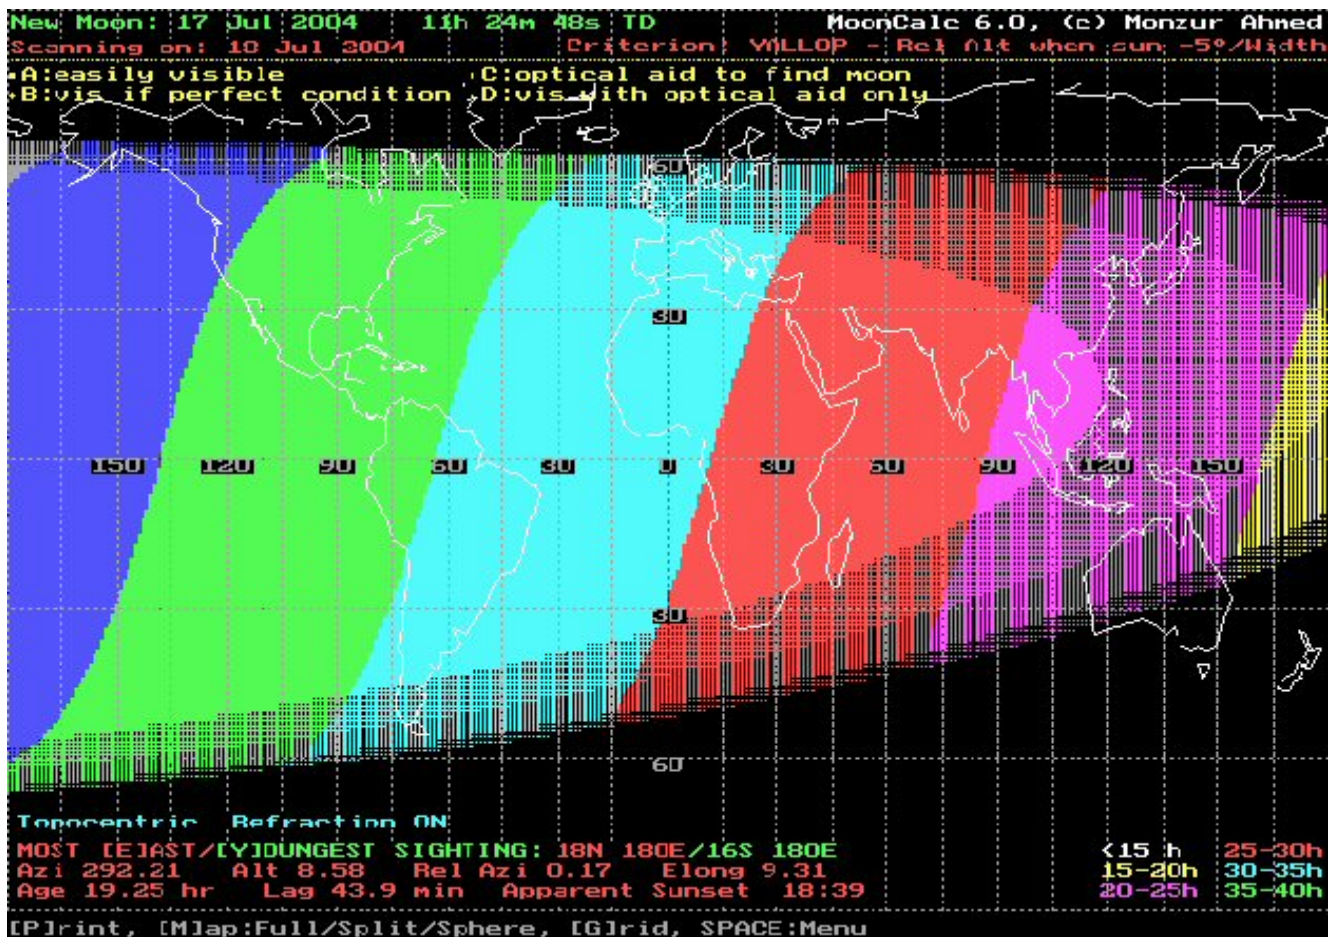 New Moon: 17 Jul 2004 11h 24m 48s TD MoonCalc 6.0, (c) Monzur Ahmed
Scanning on: 18 Jul 2004 Criterion: YALLOP - Rel Alt when sun -5º/Width
A:easily visible C:optical aid to find moon
B:vis if perfect condition D:vis with optical aid only
60
30
150 120 90 60 30 0 30 60 90 120 150
30
60
Topocentric Refraction ON
MOST [E]AST/[Y]OUNGEST SIGHTING: 18N 180E/16S 180E
Azi 292.21 Alt 8.58 Rel Azi 0.17 Elong 9.31
Age 19.25 hr Lag 43.9 min Apparent Sunset 18:39
<15 h 25-30h
15-20h 30-35h
20-25h 35-40h
[P]rint, [M]ap:Full/Split/Sphere, [G]rid, SPACE:Menu